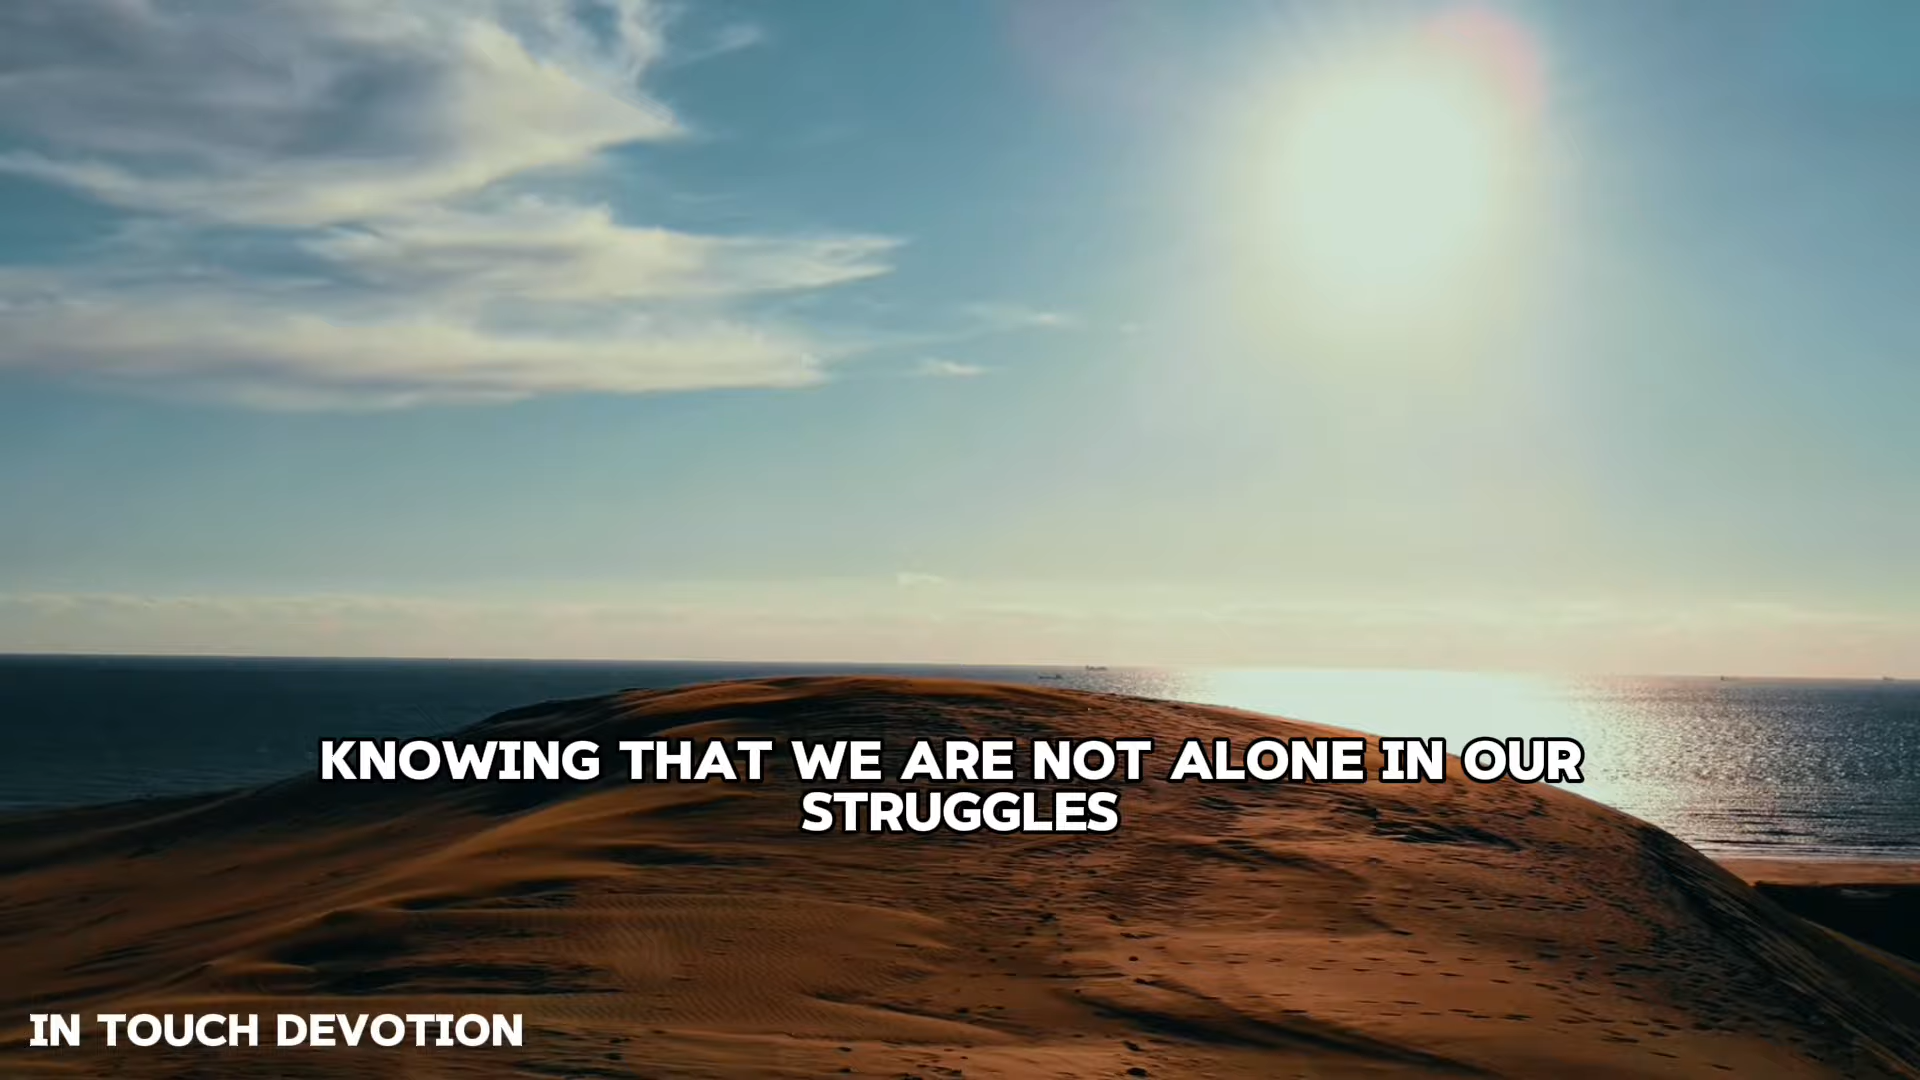 KNOWING THAT WE ARE NOT ALONE IN OUR
STRUGGLES
IN TOUCH DEVOTION